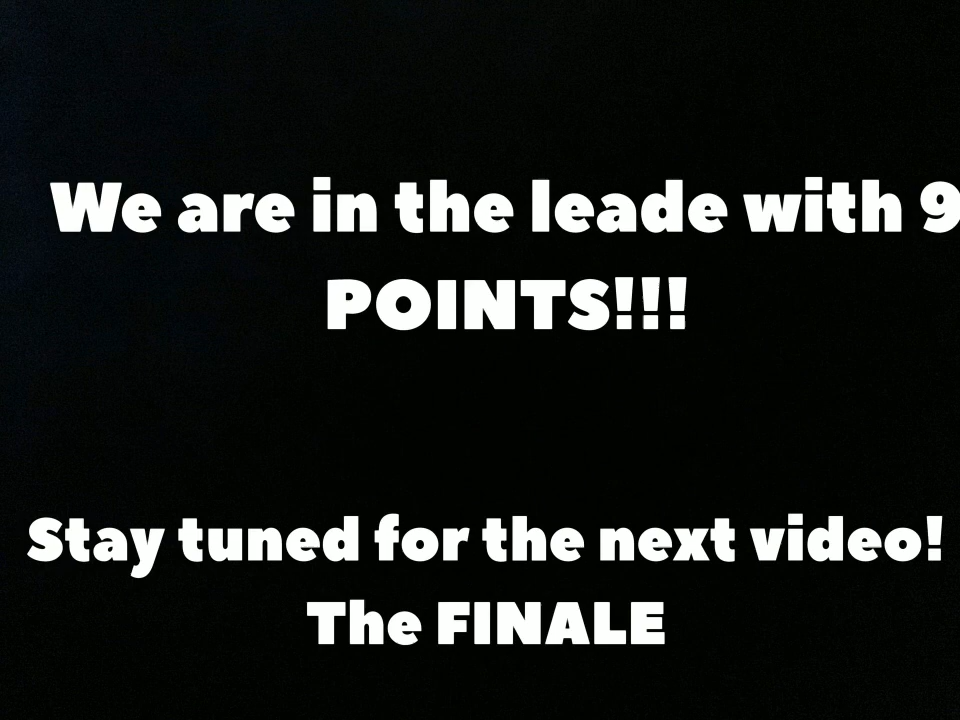 We are in the leade with 9
POINTS!!!
Stay tuned for the next video!
The FINALE